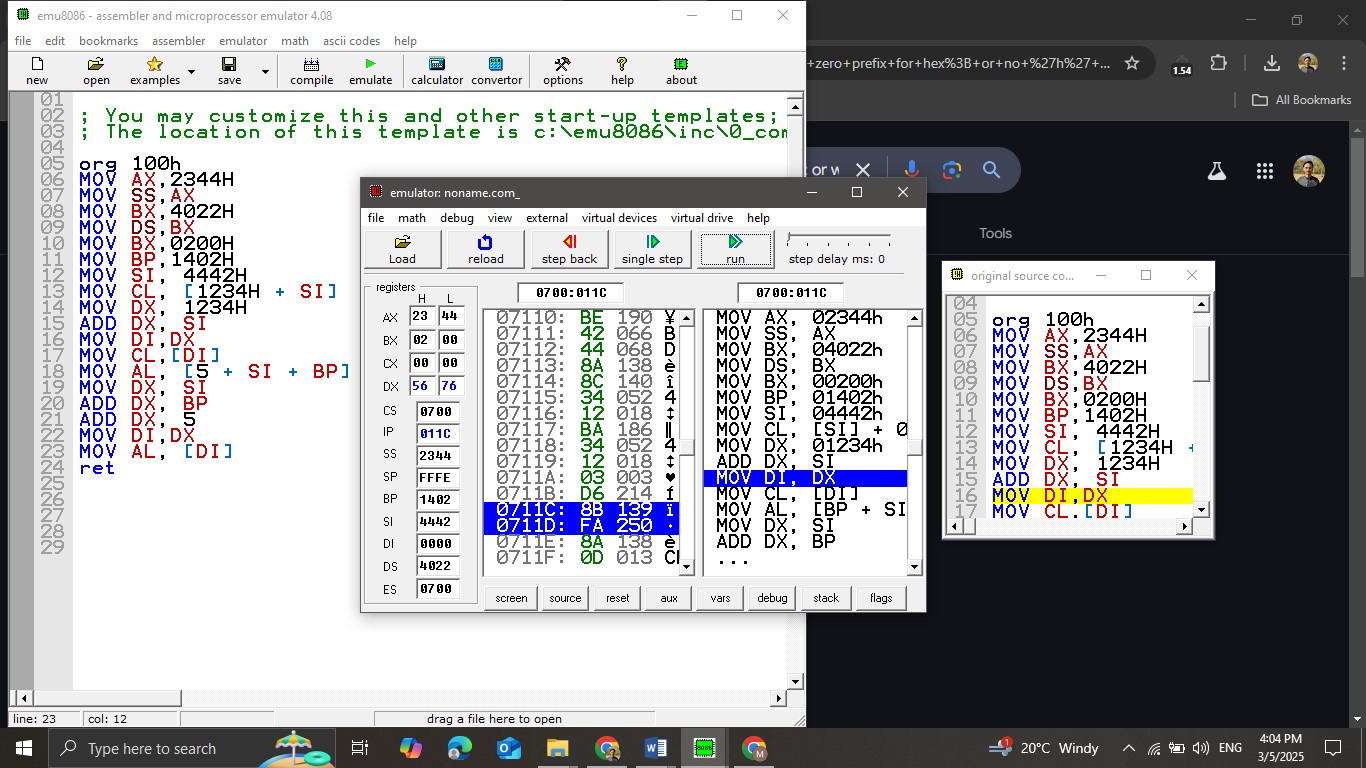 emu8086 - assembler and microprocessor emulator 4.08
file edit bookmarks assembler emulator math ascii codes help
new open examples save compile emulate calculator convertor options help about
01
02 ; You may customize this and other start-up templates;
03 ; The location of this template is c:\emu8086\inc\0_com
04
05 org 100h
06 MOV AX,2344H
07 MOV SS,AX
08 MOV BX,4022H
09 MOV DS,BX
10 MOV BX,0200H
11 MOV BP,1402H
12 MOV SI, 4442H
13 MOV CL, [1234H + SI]
14 MOV DX, 1234H
15 ADD DX, SI
16 MOV DI,DX
17 MOV CL,[DI]
18 MOV AL, [5 + SI + BP]
19 MOV DX, SI
20 ADD DX, BP
21 ADD DX, 5
22 MOV DI,DX
23 MOV AL, [DI]
24 ret
25
26
27
28
29
line: 23 col: 12 drag a file here to open
emulator: noname.com_
file math debug view external virtual devices virtual drive help
Load reload step back single step run step delay ms: 0
registers
H L
AX 23 44
BX 02 00
CX 00 00
DX 56 76
CS 0700
IP 011C
SS 2344
SP FFFE
BP 1402
SI 4442
DI 0000
DS 4022
ES 0700
0700:011C 0700:011C
07110: BE 190 ¥
07111: 42 066 B
07112: 44 068 D
07113: 8A 138 è
07114: 8C 140 î
07115: 34 052 4
07116: 12 018 ↕
07117: BA 186 ‖
07118: 34 052 4
07119: 12 018 ↕
0711A: 03 003 ♥
0711B: D6 214 f
0711C: 8B 139 ï
0711D: FA 250 ·
0711E: 8A 138 è
0711F: 0D 013 CR
MOV AX, 02344h
MOV SS, AX
MOV BX, 04022h
MOV DS, BX
MOV BX, 00200h
MOV BP, 01402h
MOV SI, 04442h
MOV CL, [SI] + 0
MOV DX, 01234h
ADD DX, SI
MOV DI, DX
MOV CL, [DI]
MOV AL, [BP + SI
MOV DX, SI
ADD DX, BP
...
screen source reset aux vars debug stack flags
original source co...
04
05 org 100h
06 MOV AX,2344H
07 MOV SS,AX
08 MOV BX,4022H
09 MOV DS,BX
10 MOV BX,0200H
11 MOV BP,1402H
12 MOV SI, 4442H
13 MOV CL, [1234H +
14 MOV DX, 1234H
15 ADD DX, SI
16 MOV DI,DX
17 MOV CL,[DI]
+ zero + prefix + for + hex%3B + or + no + %27h%27 + ...
1.54
All Bookmarks
or w
Tools
Type here to search
20°C Windy
ENG
4:04 PM
3/5/2025